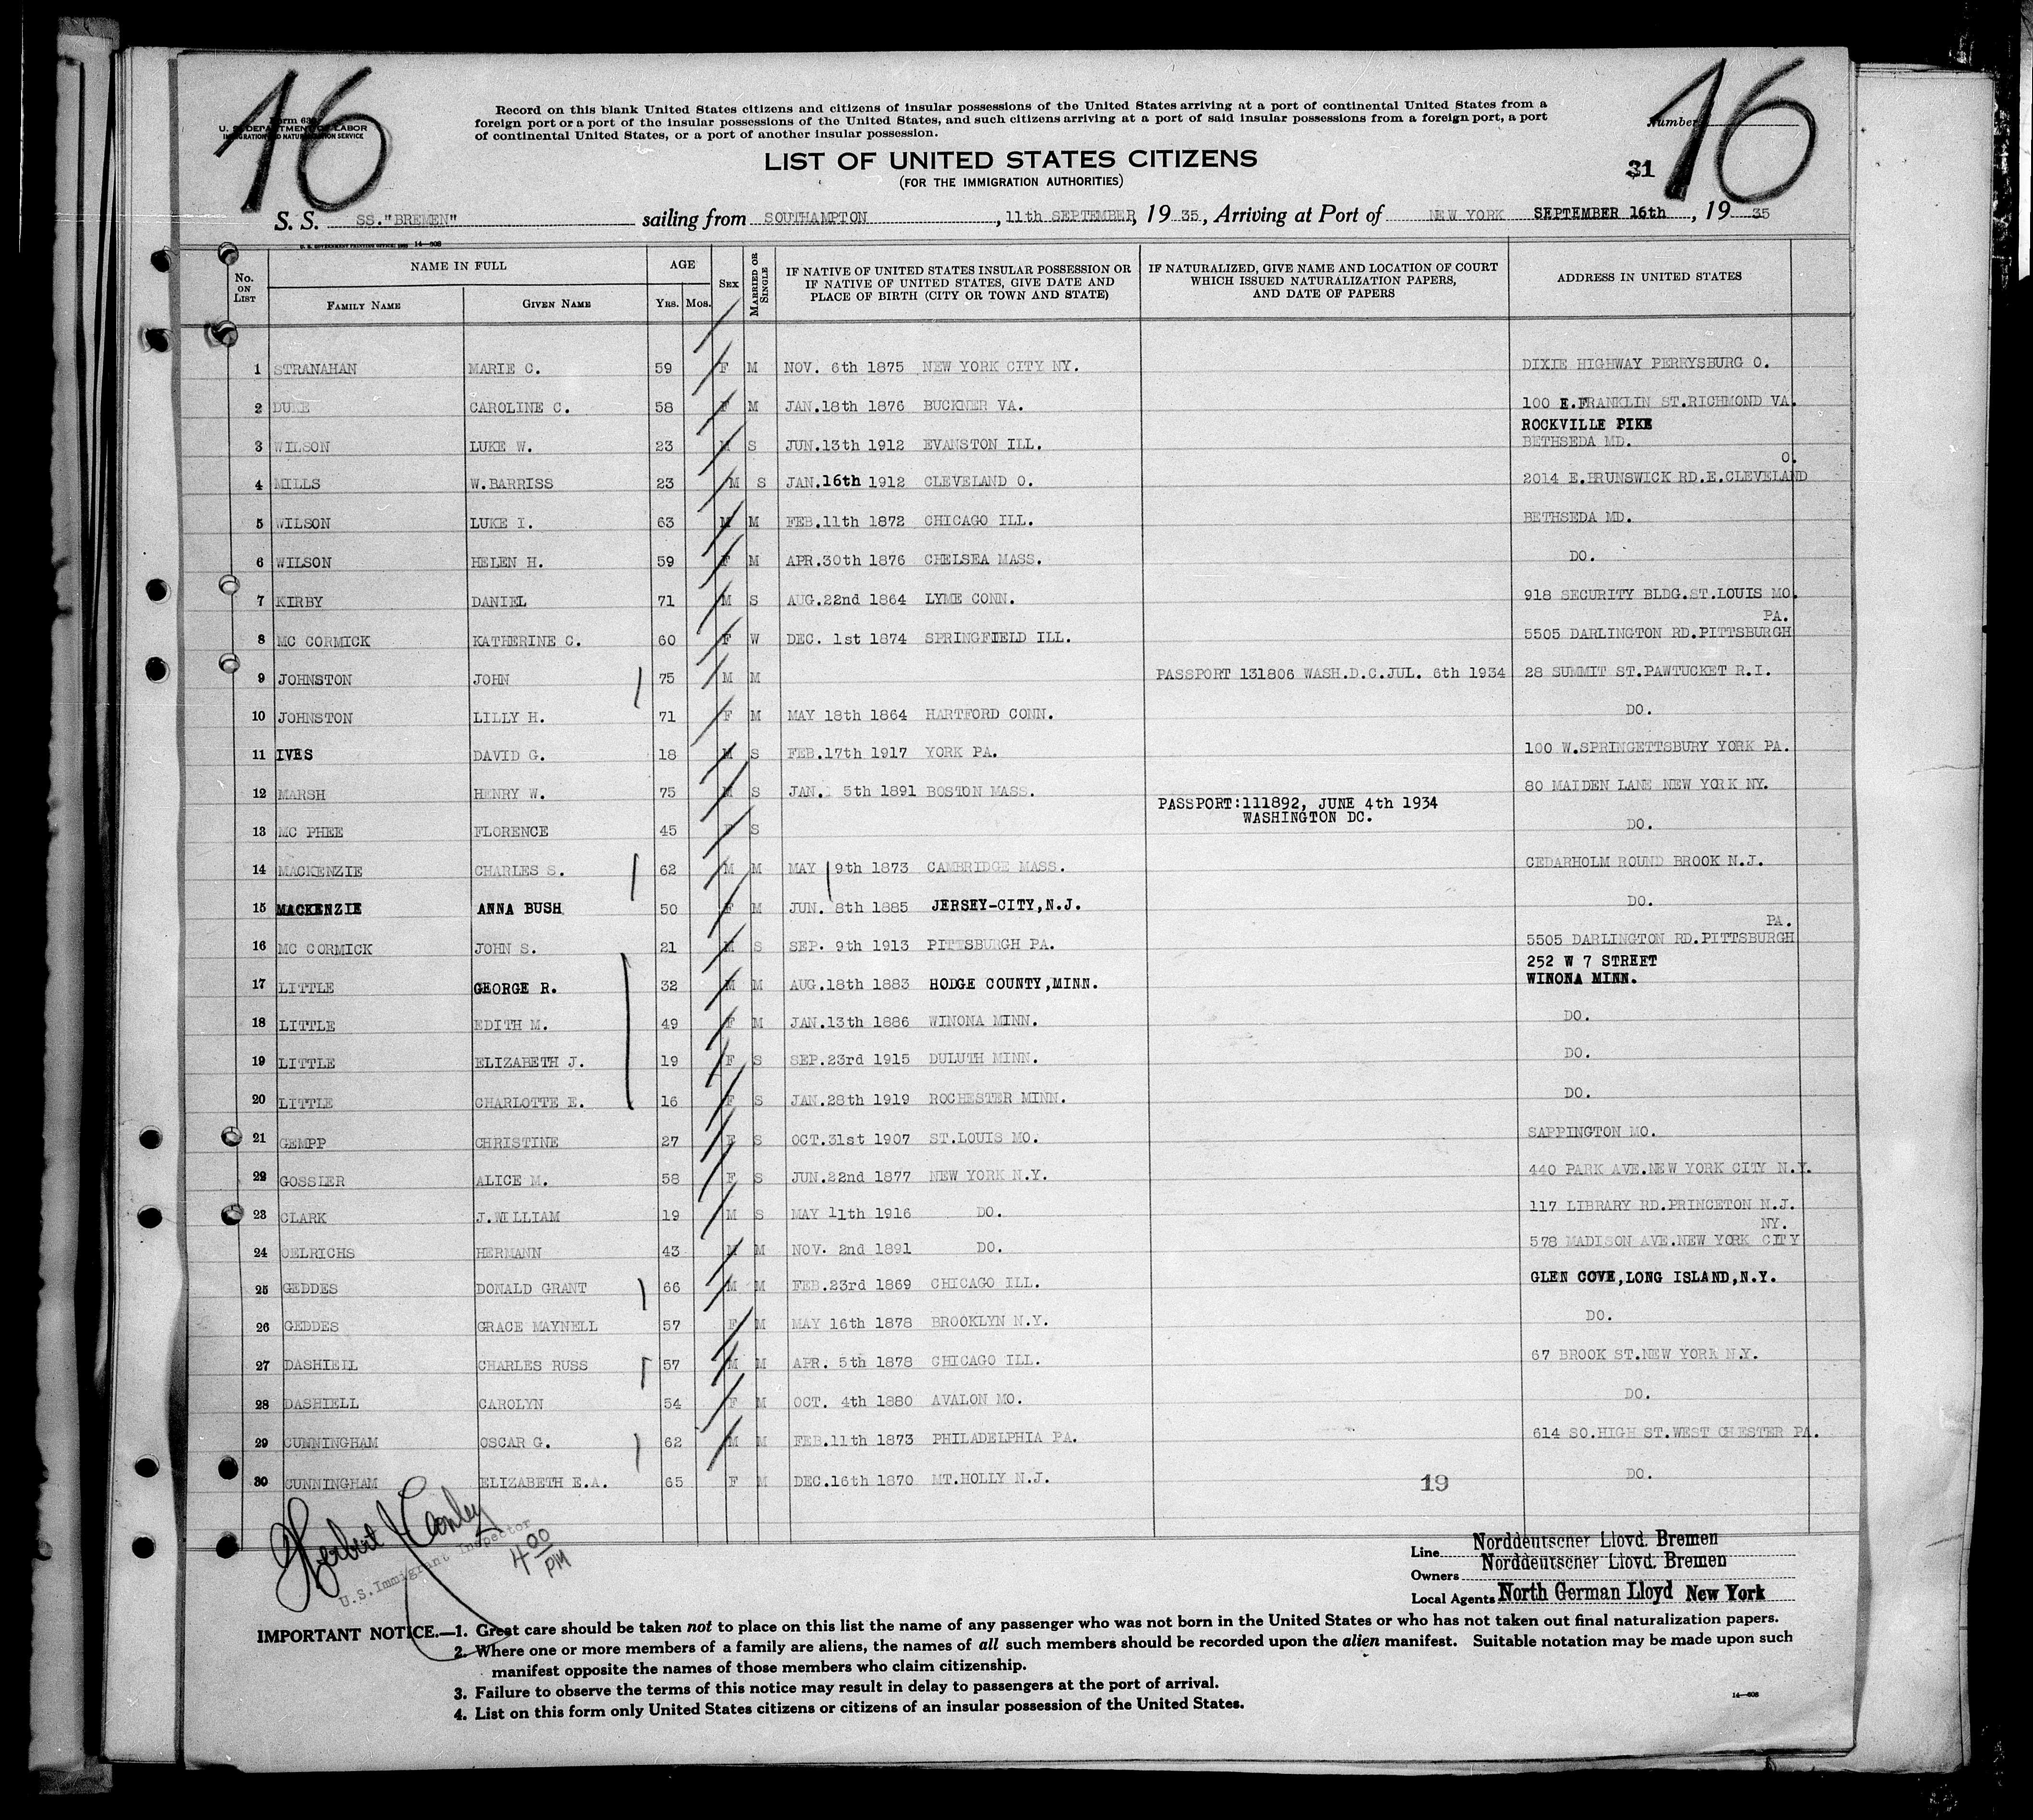 16
16
Form 630
U. S. DEPARTMENT OF LABOR
IMMIGRATION AND NATURALIZATION SERVICE
Record on this blank United States citizens and citizens of insular possessions of the United States arriving at a port of continental United States from a
foreign port or a port of the insular possessions of the United States, and such citizens arriving at a port of said insular possessions from a foreign port, a port
of continental United States, or a port of another insular possession.
Number
LIST OF UNITED STATES CITIZENS
(FOR THE IMMIGRATION AUTHORITIES)
31
S. S. SS."BREMEN" sailing from SOUTHAMPTON, 11th SEPTEMBER, 19 35, Arriving at Port of NEW YORK SEPTEMBER 16th, 19 35
U. S. GOVERNMENT PRINTING OFFICE: 14—608
No. ON LIST NAME IN FULL FAMILY NAME GIVEN NAME AGE YRS. MOS. SEX MARRIED OR SINGLE IF NATIVE OF UNITED STATES INSULAR POSSESSION OR IF NATIVE OF UNITED STATES, GIVE DATE AND PLACE OF BIRTH (CITY OR TOWN AND STATE) IF NATURALIZED, GIVE NAME AND LOCATION OF COURT WHICH ISSUED NATURALIZATION PAPERS, AND DATE OF PAPERS ADDRESS IN UNITED STATES
1 STRANAHAN MARIE C. 59 F M NOV. 6th 1875 NEW YORK CITY NY. DIXIE HIGHWAY PERRYSBURG O.
2 DUKE CAROLINE C. 58 F M JAN.18th 1876 BUCKNER VA. 100 E.FRANKLIN ST.RICHMOND VA.
3 WILSON LUKE W. 23 M S JUN.13th 1912 EVANSTON ILL. ROCKVILLE PIKE BETHSEDA MD.
4 MILLS W.BARRISS 23 M S JAN.16th 1912 CLEVELAND O. 2014 E.BRUNSWICK RD.E.CLEVELAND O.
5 WILSON LUKE I. 63 M M FEB.11th 1872 CHICAGO ILL. BETHSEDA MD.
6 WILSON HELEN H. 59 F M APR.30th 1876 CHELSEA MASS. DO.
7 KIRBY DANIEL 71 M S AUG.22nd 1864 LYME CONN. 918 SECURITY BLDG.ST.LOUIS MO.
8 MC CORMICK KATHERINE C. 60 F W DEC. 1st 1874 SPRINGFIELD ILL. 5505 DARLINGTON RD.PITTSBURGH PA.
9 JOHNSTON JOHN 75 M M PASSPORT 131806 WASH.D.C.JUL. 6th 1934 28 SUMMIT ST.PAWTUCKET R.I.
10 JOHNSTON LILLY H. 71 F M MAY 18th 1864 HARTFORD CONN. DO.
11 IVES DAVID G. 18 M S FEB.17th 1917 YORK PA. 100 W.SPRINGETTSBURY YORK PA.
12 MARSH HENRY W. 75 M S JAN. 5th 1891 BOSTON MASS. 80 MAIDEN LANE NEW YORK NY.
13 MC PHEE FLORENCE 45 F S PASSPORT:111892, JUNE 4th 1934 WASHINGTON DC. DO.
14 MACKENZIE CHARLES S. 62 M M MAY 9th 1873 CAMBRIDGE MASS. CEDARHOLM ROUND BROOK N.J.
15 MACKENZIE ANNA BUSH 50 F M JUN. 8th 1885 JERSEY-CITY,N.J. DO.
16 MC CORMICK JOHN S. 21 M S SEP. 9th 1913 PITTSBURGH PA. 5505 DARLINGTON RD.PITTSBURGH PA.
17 LITTLE GEORGE R. 32 M M AUG.18th 1883 HODGE COUNTY,MINN. 252 W 7 STREET WINONA MINN.
18 LITTLE EDITH M. 49 F M JAN.13th 1886 WINONA MINN. DO.
19 LITTLE ELIZABETH J. 19 F S SEP.23rd 1915 DULUTH MINN. DO.
20 LITTLE CHARLOTTE E. 16 F S JAN.28th 1919 ROCHESTER MINN. DO.
21 GEMPP CHRISTINE 27 F S OCT.31st 1907 ST.LOUIS MO. SAPPINGTON MO.
22 GOSSLER ALICE M. 58 F S JUN.22nd 1877 NEW YORK N.Y. 440 PARK AVE.NEW YORK CITY N.Y.
23 CLARK J.WILLIAM 19 M S MAY 11th 1916 DO. 117 LIBRARY RD.PRINCETON N.J.
24 OELRICHS HERMANN 43 M M NOV. 2nd 1891 DO. 578 MADISON AVE.NEW YORK CITY NY.
25 GEDDES DONALD GRANT 66 M M FEB.23rd 1869 CHICAGO ILL. GLEN COVE,LONG ISLAND,N.Y.
26 GEDDES GRACE MAYNELL 57 F M MAY 16th 1878 BROOKLYN N.Y. DO.
27 DASHIELL CHARLES RUSS 57 M M APR. 5th 1878 CHICAGO ILL. 67 BROOK ST.NEW YORK N.Y.
28 DASHIELL CAROLYN 54 F M OCT. 4th 1880 AVALON MO. DO.
29 CUNNINGHAM OSCAR G. 62 M M FEB.11th 1873 PHILADELPHIA PA. 614 SO.HIGH ST.WEST CHESTER PA.
30 CUNNINGHAM ELIZABETH E.A. 65 F M DEC.16th 1870 MT.HOLLY N.J. DO.
19
Herbert
U.S.Immigrant Inspector
4 00 PM
Line Norddeutscher Lloyd. Bremen
Owners Norddeutscher Lloyd. Bremen
Local Agents North German Lloyd New York
IMPORTANT NOTICE.—1. Great care should be taken not to place on this list the name of any passenger who was not born in the United States or who has not taken out final naturalization papers.
2. Where one or more members of a family are aliens, the names of all such members should be recorded upon the alien manifest. Suitable notation may be made upon such
manifest opposite the names of those members who claim citizenship.
3. Failure to observe the terms of this notice may result in delay to passengers at the port of arrival.
4. List on this form only United States citizens or citizens of an insular possession of the United States.
14—608